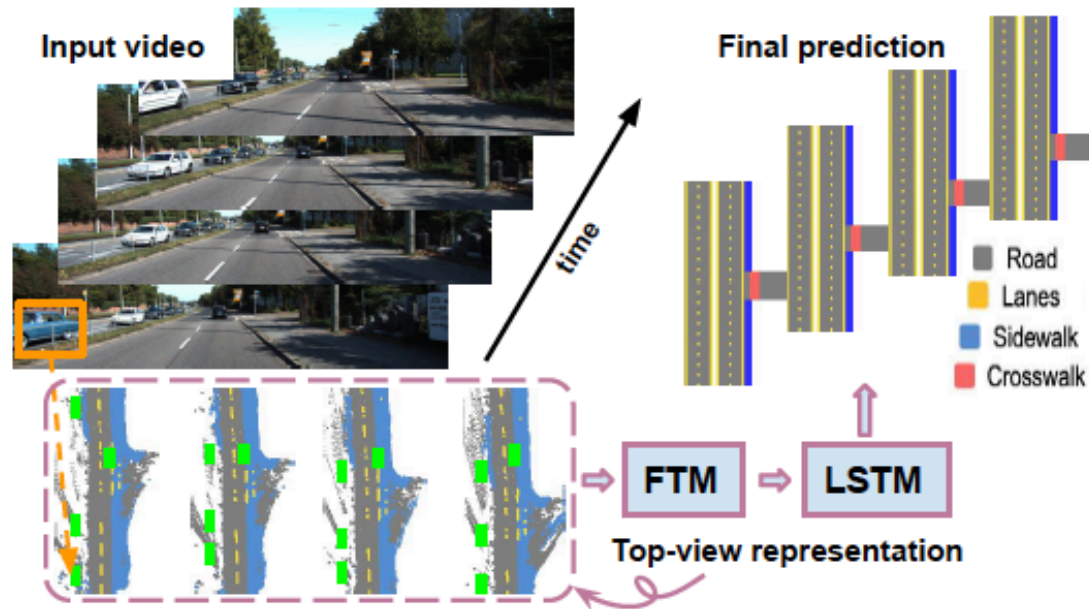 Input video
Final prediction
time
Road
Lanes
Sidewalk
Crosswalk
FTM
LSTM
Top-view representation